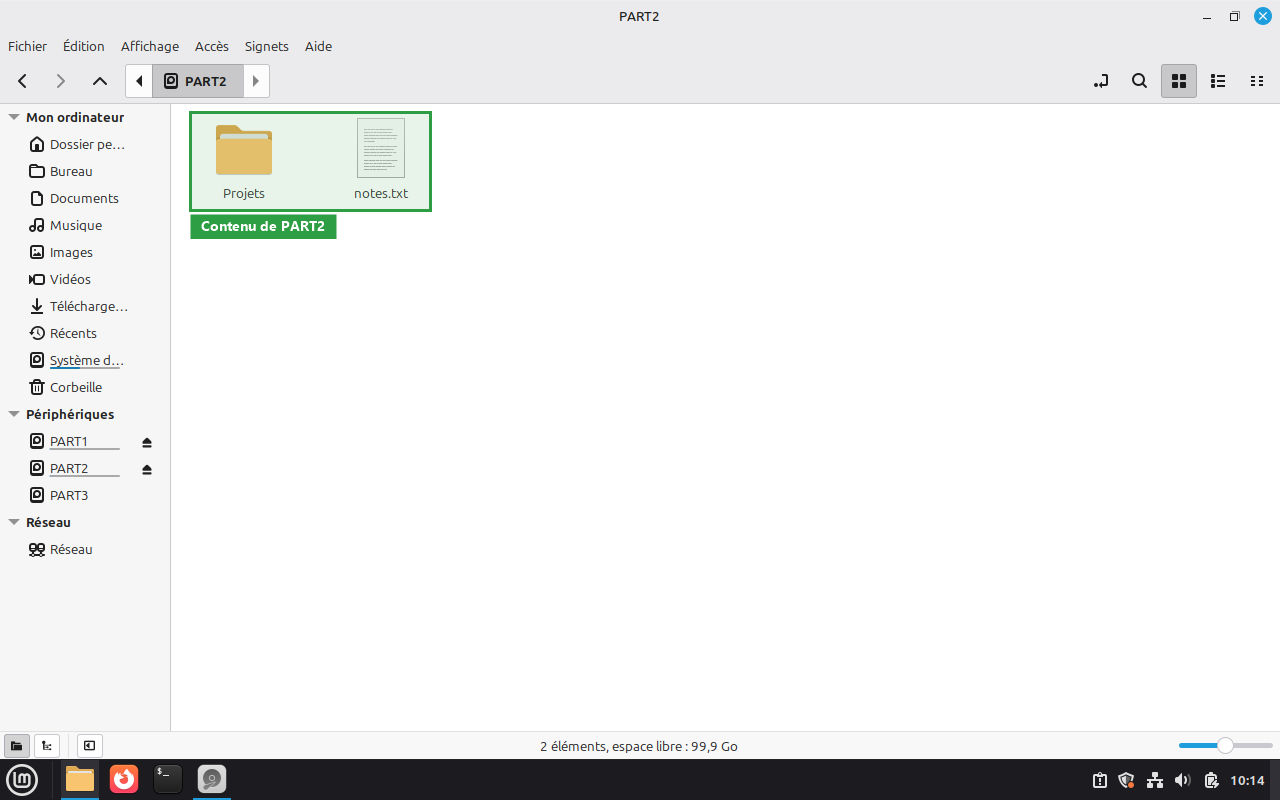 PART2
Fichier Édition Affichage Accès Signets Aide
PART2
Mon ordinateur
Dossier pe...
Bureau
Documents
Musique
Images
Vidéos
Télécharge...
Récents
Système d...
Corbeille
Périphériques
PART1
PART2
PART3
Réseau
Réseau
Projets
notes.txt
Contenu de PART2
2 éléments, espace libre : 99,9 Go
10:14